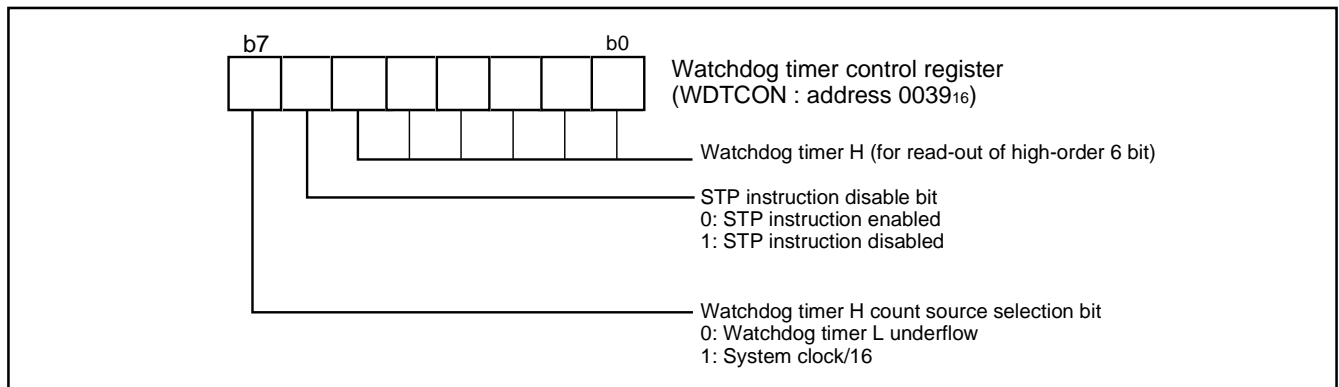 b7 b0
Watchdog timer control register
(WDTCON : address 003916)
Watchdog timer H (for read-out of high-order 6 bit)
STP instruction disable bit
0: STP instruction enabled
1: STP instruction disabled
Watchdog timer H count source selection bit
0: Watchdog timer L underflow
1: System clock/16